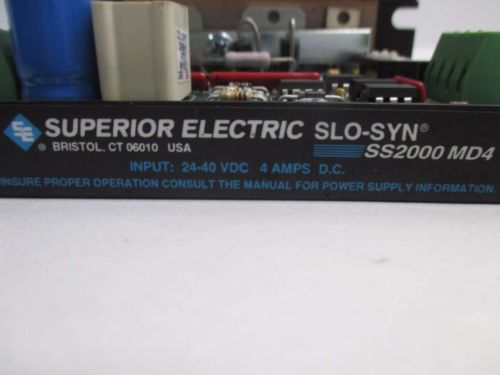 SUPERIOR ELECTRIC SLO-SYN®
® BRISTOL, CT 06010 USA SS2000 MD4
INPUT: 24-40 VDC 4 AMPS D.C.
INSURE PROPER OPERATION CONSULT THE MANUAL FOR POWER SUPPLY INFORMATION.